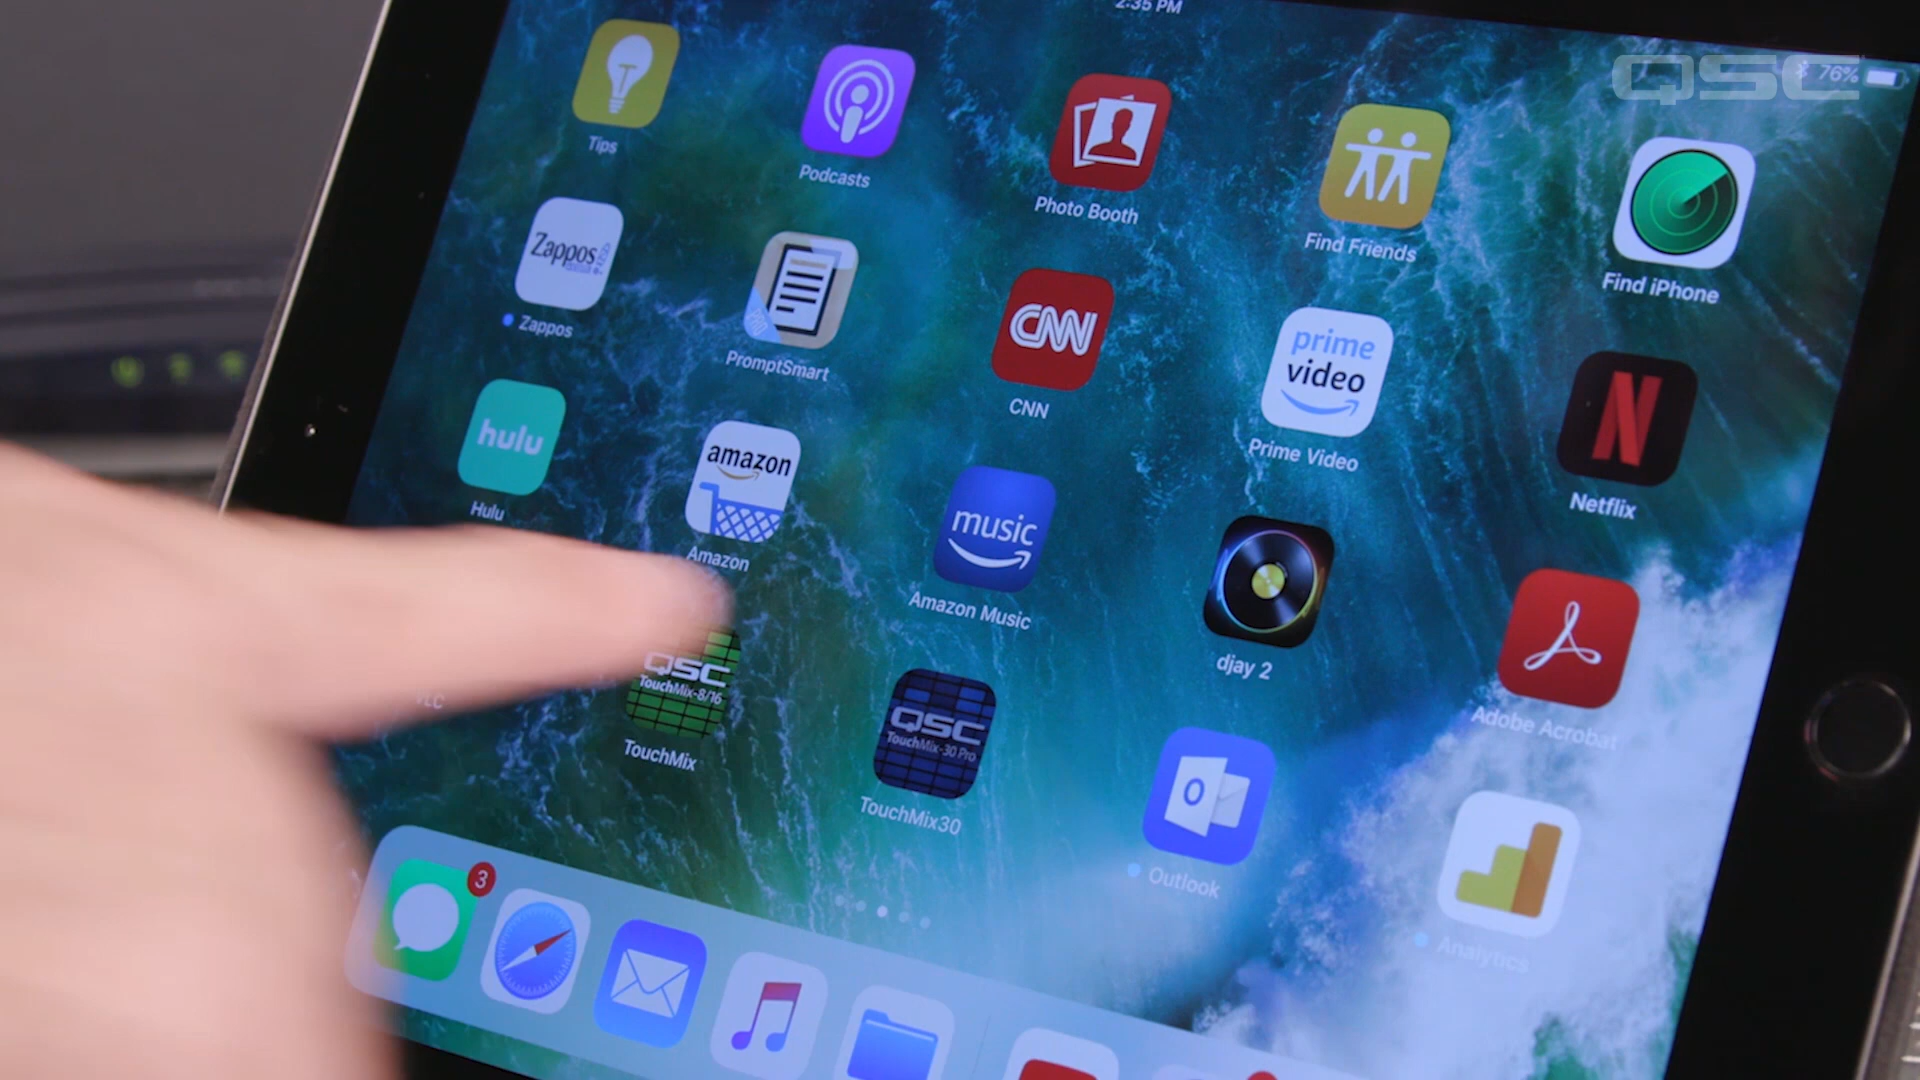 2:35 PM
QSC
76%
Tips
Podcasts
Photo Booth
Find Friends
Find iPhone
Zappos
Zappos
PRO
PromptSmart
CNN
CNN
prime
video
Prime Video
N
Netflix
hulu
Hulu
amazon
Amazon
music
Amazon Music
djay 2
Adobe Acrobat
VLC
QSC
TouchMix-8/16
TouchMix
QSC
TouchMix-30 Pro
TouchMix30
O
Outlook
Analytics
3